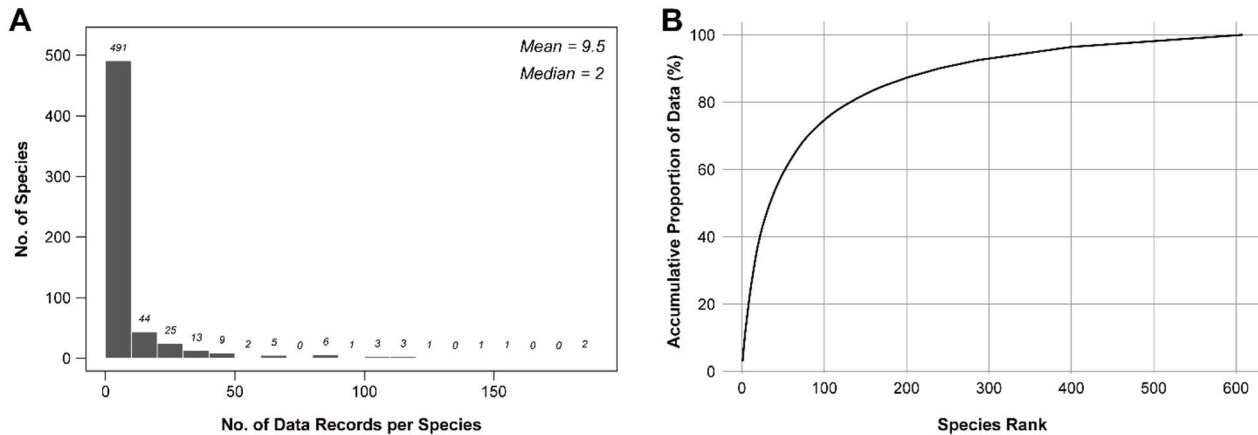 A
491
Mean = 9.5
Median = 2
500
400
300
200
100
0
44 25 13 9 2 5 0 6 1 3 3 1 0 1 1 0 0 2
0 50 100 150
No. of Species
No. of Data Records per Species
B
100
80
60
40
20
0
0 100 200 300 400 500 600
Accumulative Proportion of Data (%)
Species Rank